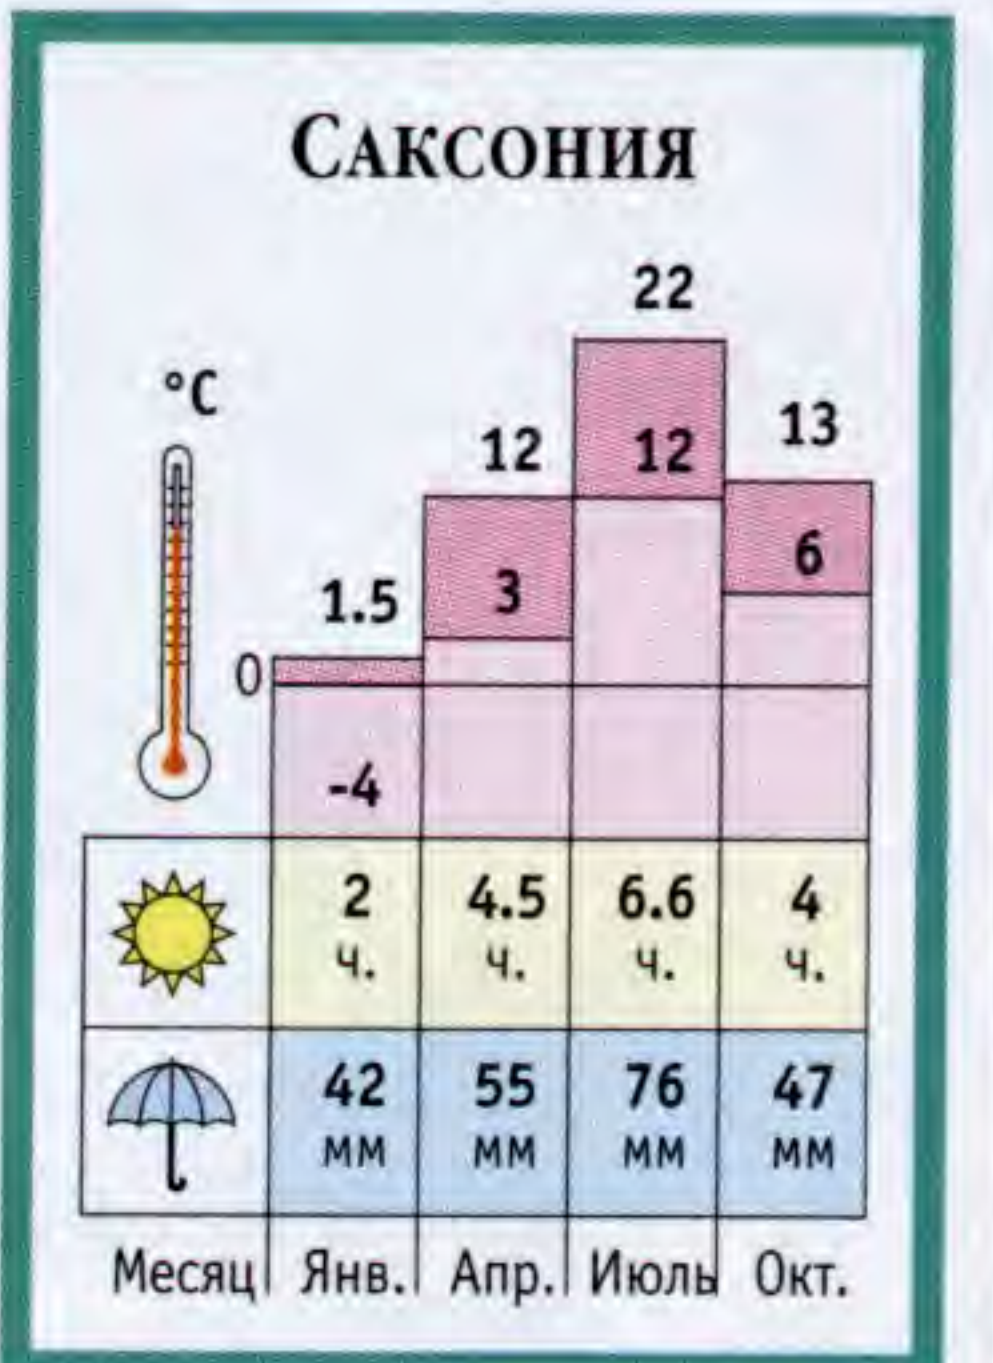 САКСОНИЯ
22
°C
12 12 13
1.5 3 6
0
-4
2 4.5 6.6 4
ч. ч. ч. ч.
42 55 76 47
мм мм мм мм
Месяц Янв. Апр. Июль Окт.